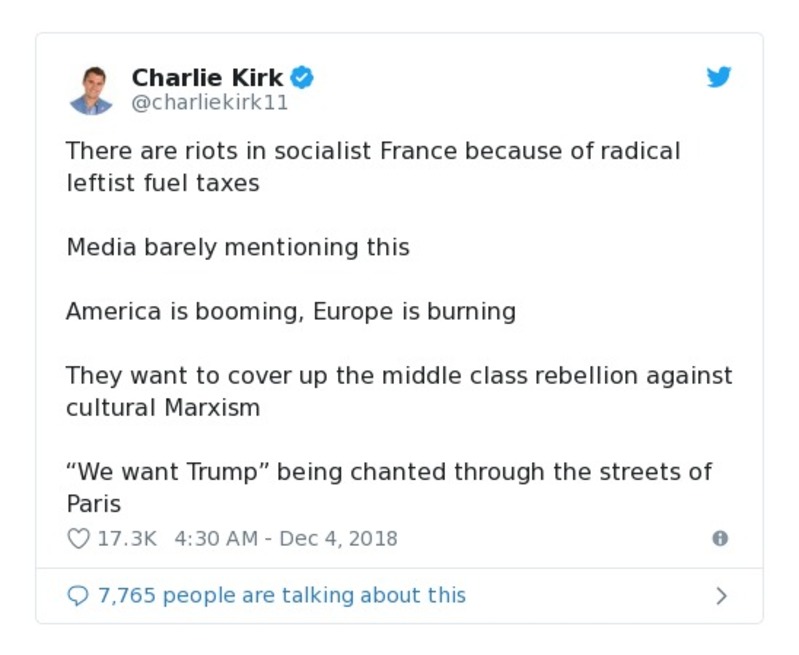 Charlie Kirk
@charliekirk11
There are riots in socialist France because of radical
leftist fuel taxes
Media barely mentioning this
America is booming, Europe is burning
They want to cover up the middle class rebellion against
cultural Marxism
“We want Trump” being chanted through the streets of
Paris
17.3K 4:30 AM - Dec 4, 2018
7,765 people are talking about this